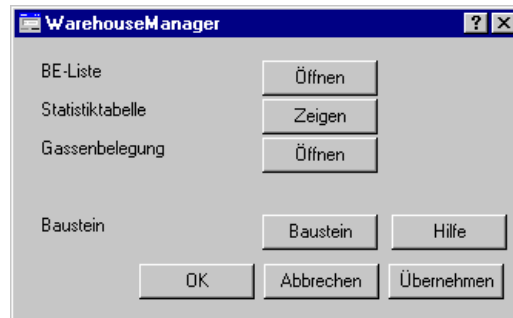 WarehouseManager
BE-Liste Öffnen
Statistiktabelle Zeigen
Gassenbelegung Öffnen
Baustein Baustein Hilfe
OK Abbrechen Übernehmen